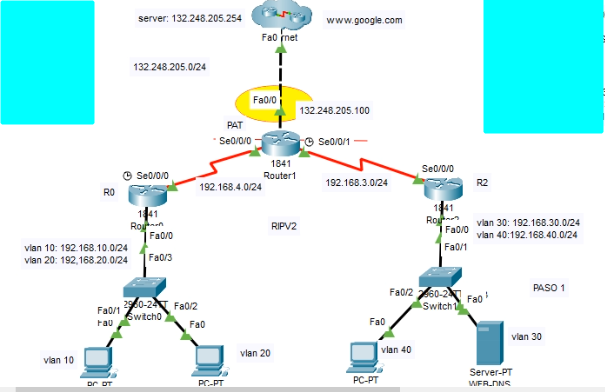 server: 132.248.205.254
www.google.com
Fa0 rnet
132.248.205.0/24
Fa0/0
132.248.205.100
PAT
Se0/0/0
Se0/0/1
1841
Router1
Se0/0/0
192.168.4.0/24
192.168.3.0/24
Se0/0/0
R0
R2
1841
1841
Fa0/0
RIPV2
Fa0/0
vlan 10: 192.168.10.0/24
vlan 20: 192,168.20.0/24
Fa0/3
Fa0/1
vlan 30: 192.168.30.0/24
vlan 40:192.168.40.0/24
2960-24TT
Switch0
Fa0/1
Fa0
Fa0/2
Fa0
Fa0/2
2960-24TT
Switch1
Fa0
PASO 1
Fa0
vlan 10
vlan 20
vlan 40
vlan 30
PC-PT
PC-PT
PC-PT
Server-PT
WEB-DNS